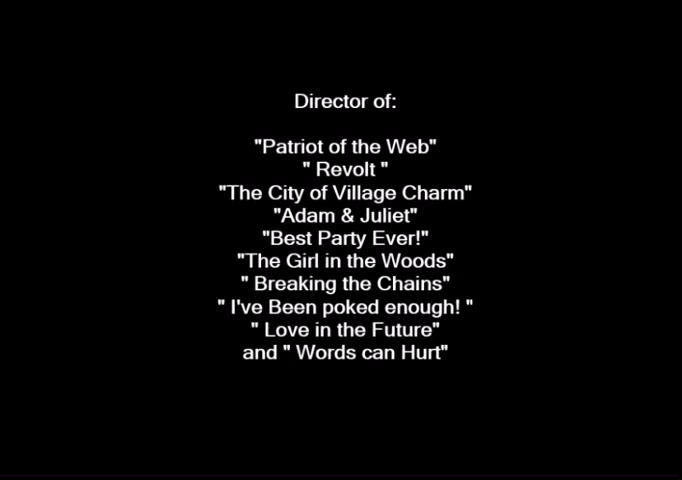 Director of:
"Patriot of the Web"
" Revolt "
"The City of Village Charm"
"Adam & Juliet"
"Best Party Ever!"
"The Girl in the Woods"
" Breaking the Chains"
" I've Been poked enough! "
" Love in the Future"
and " Words can Hurt"